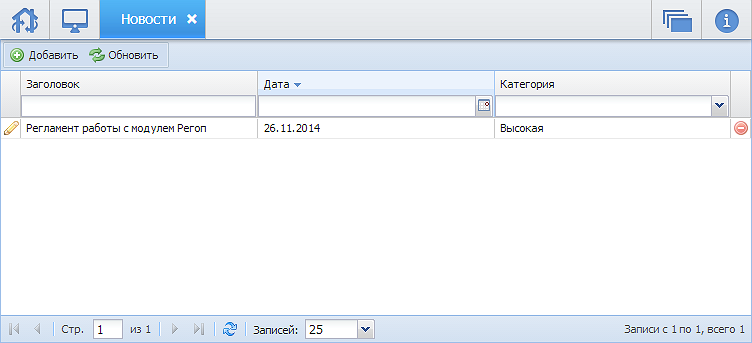 Новости
Добавить Обновить
Заголовок Дата Категория
Регламент работы с модулем Регоп 26.11.2014 Высокая
Стр. 1 из 1 Записей: 25 Записи с 1 по 1, всего 1